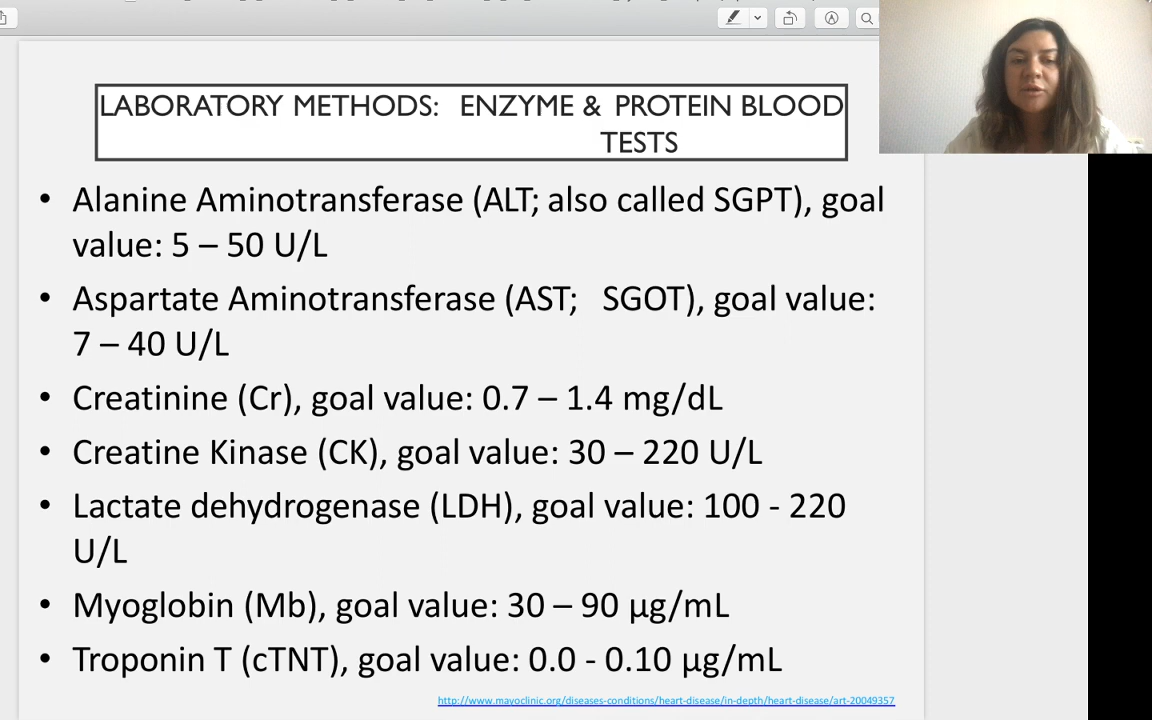 LABORATORY METHODS: ENZYME & PROTEIN BLOOD
TESTS
• Alanine Aminotransferase (ALT; also called SGPT), goal
value: 5 – 50 U/L
• Aspartate Aminotransferase (AST; SGOT), goal value:
7 – 40 U/L
• Creatinine (Cr), goal value: 0.7 – 1.4 mg/dL
• Creatine Kinase (CK), goal value: 30 – 220 U/L
• Lactate dehydrogenase (LDH), goal value: 100 - 220
U/L
• Myoglobin (Mb), goal value: 30 – 90 µg/mL
• Troponin T (cTNT), goal value: 0.0 - 0.10 µg/mL
http://www.mayoclinic.org/diseases-conditions/heart-disease/in-depth/heart-disease/art-20049357